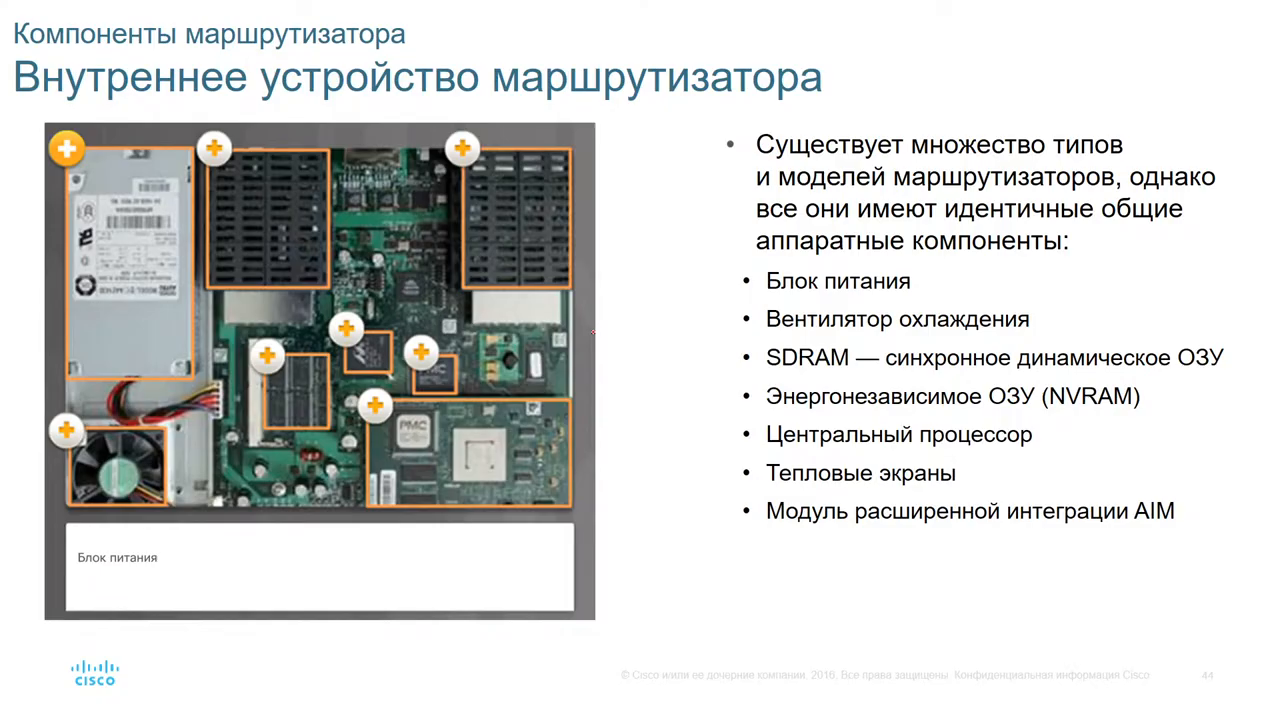 Компоненты маршрутизатора
Внутреннее устройство маршрутизатора
• Существует множество типов
и моделей маршрутизаторов, однако
все они имеют идентичные общие
аппаратные компоненты:
• Блок питания
• Вентилятор охлаждения
• SDRAM — синхронное динамическое ОЗУ
• Энергонезависимое ОЗУ (NVRAM)
• Центральный процессор
• Тепловые экраны
• Модуль расширенной интеграции AIM
PMC
Блок питания
CISCO
© Cisco и/или ее дочерние компании, 2016. Все права защищены. Конфиденциальная информация Cisco
44